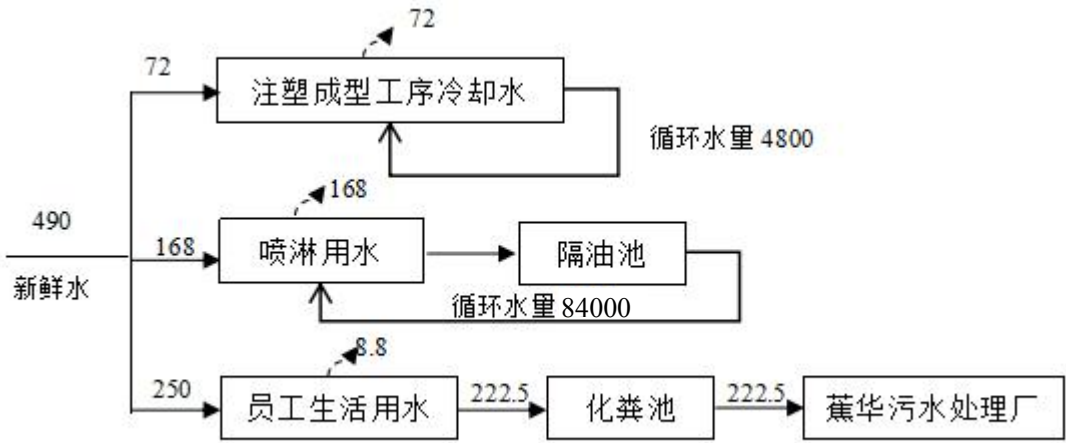 72
72
注塑成型工序冷却水
循环水量 4800
168
490
168
喷淋用水
隔油池
新鲜水
循环水量 84000
8.8
250
员工生活用水
222.5
化粪池
222.5
蕉华污水处理厂